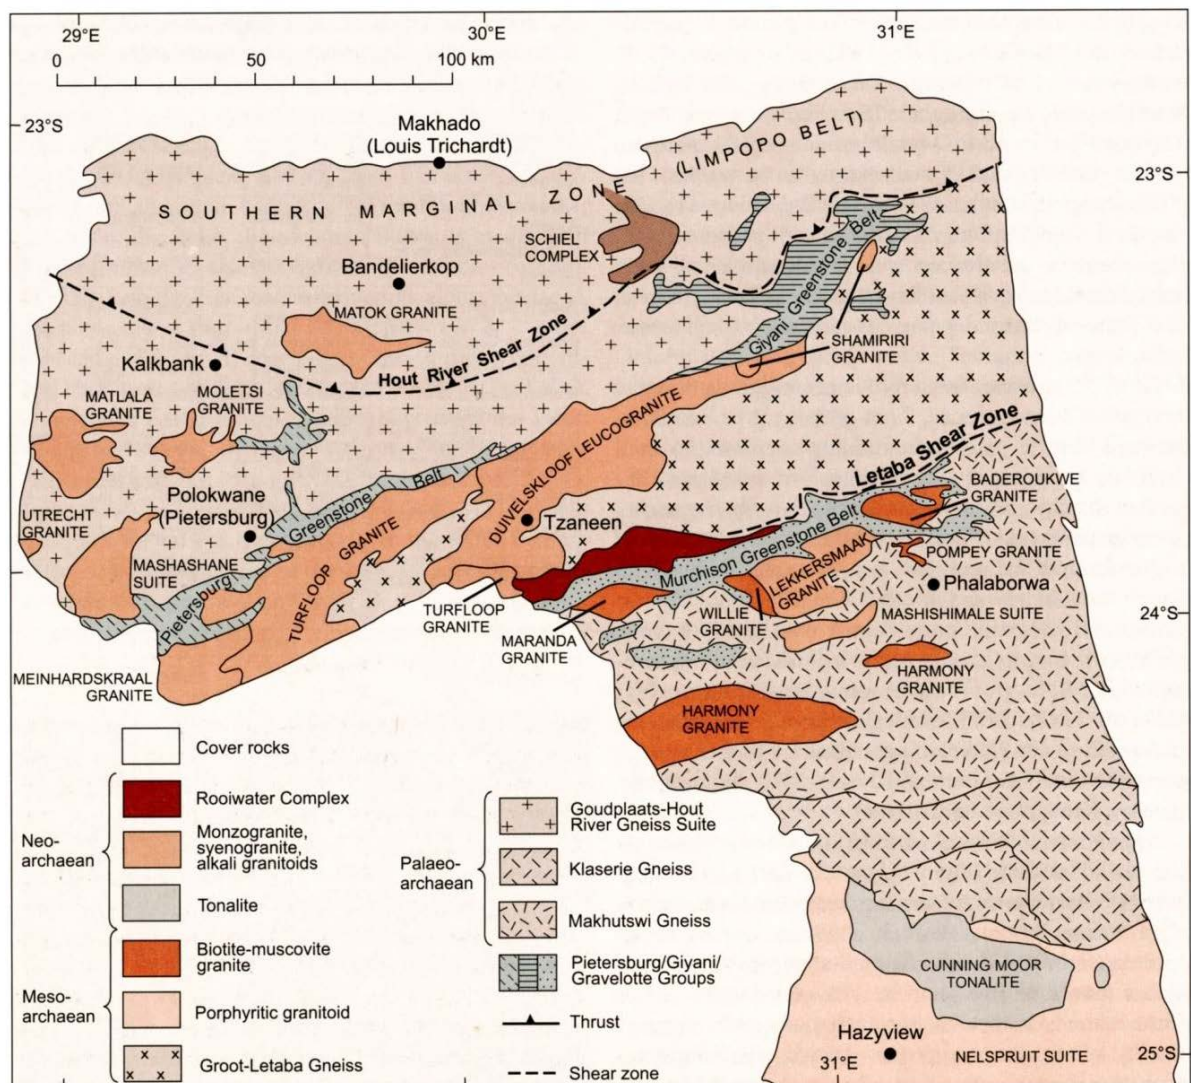 29°E
30°E
31°E
0
50
100 km
23°S
23°S
Makhado
(Louis Trichardt)
(LIMPOPO BELT)
SOUTHERN MARGINAL ZONE
SCHIEL
COMPLEX
Bandelierkop
MATOK GRANITE
Giyani Greenstone Belt
Hout River Shear Zone
SHAMIRIRI
GRANITE
Kalkbank
MATLALA
GRANITE
MOLETSI
GRANITE
DUIVELSKLOOF LEUCOGRANITE
Letaba Shear Zone
Polokwane
(Pietersburg)
Pietersburg Greenstone Belt
UTRECHT
GRANITE
Tzaneen
BADEROUKWE
GRANITE
MASHASHANE
SUITE
TURFLOOP GRANITE
Murchison Greenstone Belt
LEKKERSMAAK
GRANITE
POMPEY GRANITE
Phalaborwa
TURFLOOP
GRANITE
MARANDA
GRANITE
WILLIE
GRANITE
MASHISHIMALE SUITE
24°S
HARMONY
GRANITE
MEINHARDSKRAAL
GRANITE
HARMONY
GRANITE
Cover rocks
Neo-
archaean
Rooiwater Complex
Monzogranite,
syenogranite,
alkali granitoids
Tonalite
Meso-
archaean
Biotite-muscovite
granite
Porphyritic granitoid
Groot-Letaba Gneiss
Palaeo-
archaean
Goudplaats-Hout
River Gneiss Suite
Klaserie Gneiss
Makhutswi Gneiss
Pietersburg/Giyani/
Gravelotte Groups
Thrust
Shear zone
CUNNING MOOR
TONALITE
Hazyview
31°E
NELSPRUIT SUITE
25°S